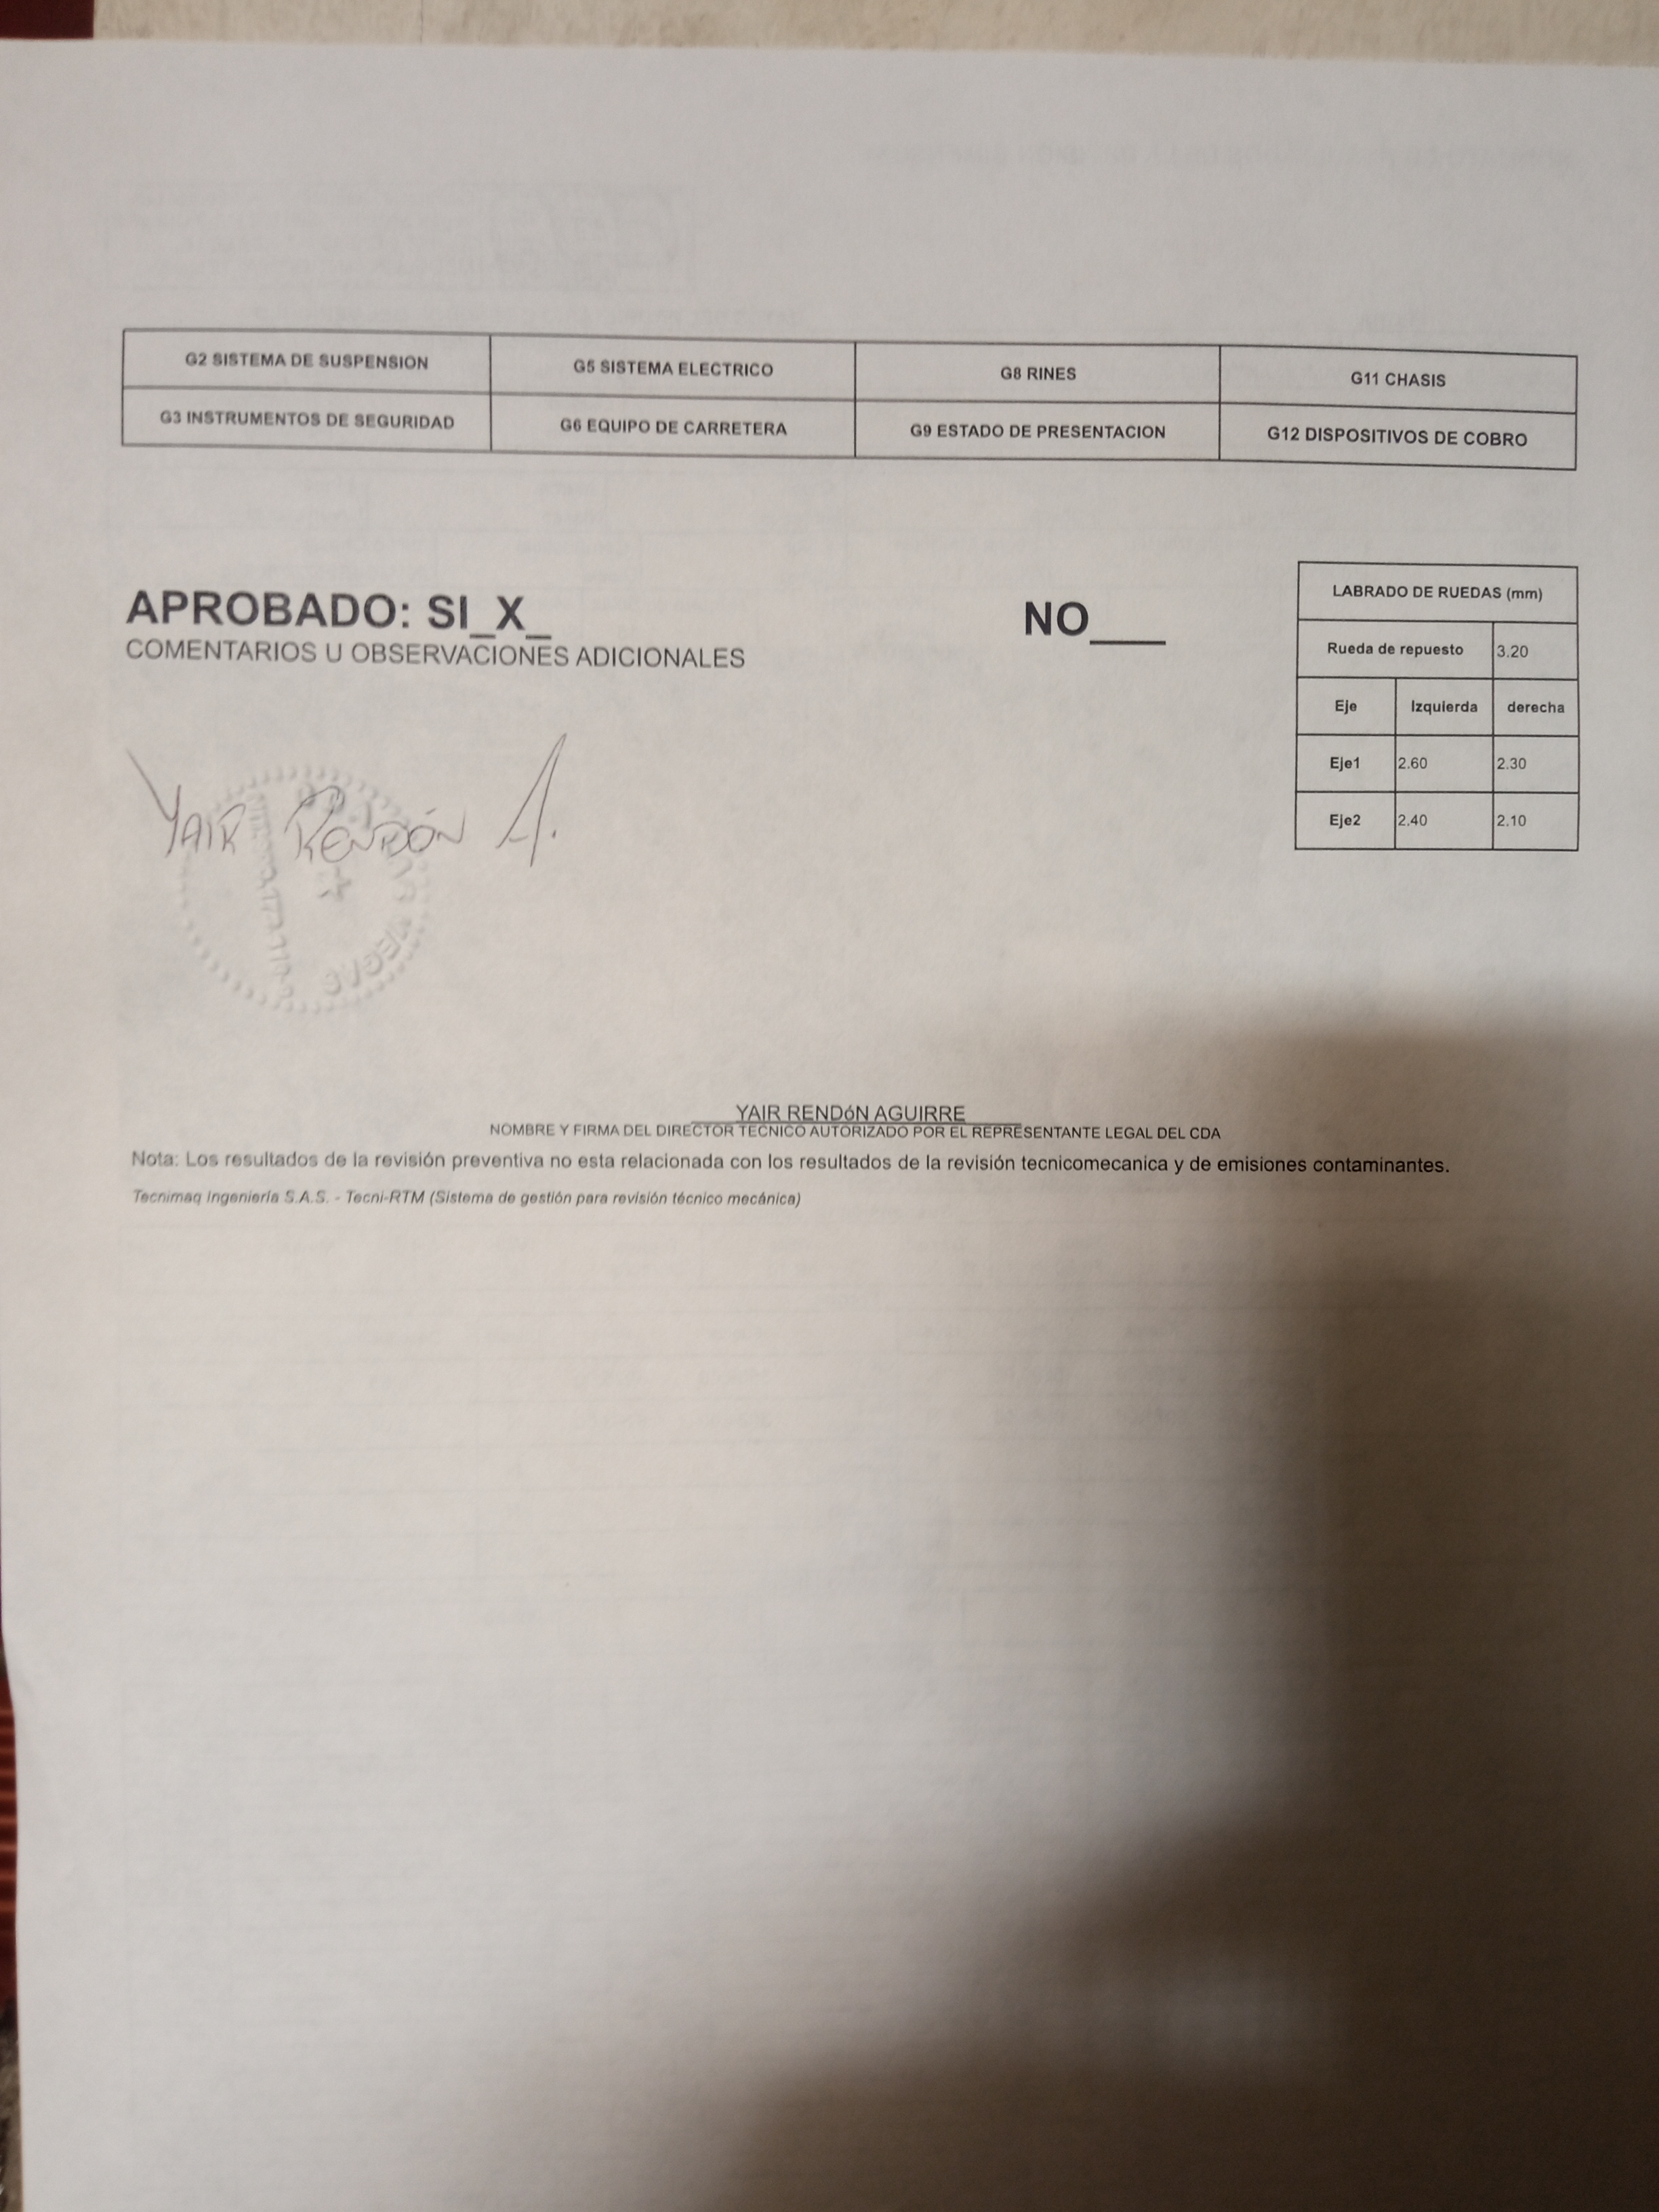 G2 SISTEMA DE SUSPENSION G5 SISTEMA ELECTRICO G8 RINES G11 CHASIS
G3 INSTRUMENTOS DE SEGURIDAD G6 EQUIPO DE CARRETERA G9 ESTADO DE PRESENTACION G12 DISPOSITIVOS DE COBRO
APROBADO: SI_X_ NO___
COMENTARIOS U OBSERVACIONES ADICIONALES
LABRADO DE RUEDAS (mm)
Rueda de repuesto 3.20
Eje Izquierda derecha
Eje1 2.60 2.30
Eje2 2.40 2.10
YAIR RENDÓN A.
YAIR RENDóN AGUIRRE
NOMBRE Y FIRMA DEL DIRECTOR TECNICO AUTORIZADO POR EL REPRESENTANTE LEGAL DEL CDA
Nota: Los resultados de la revisión preventiva no esta relacionada con los resultados de la revisión tecnicomecanica y de emisiones contaminantes.
Tecnimaq Ingeniería S.A.S. - Tecni-RTM (Sistema de gestión para revisión técnico mecánica)